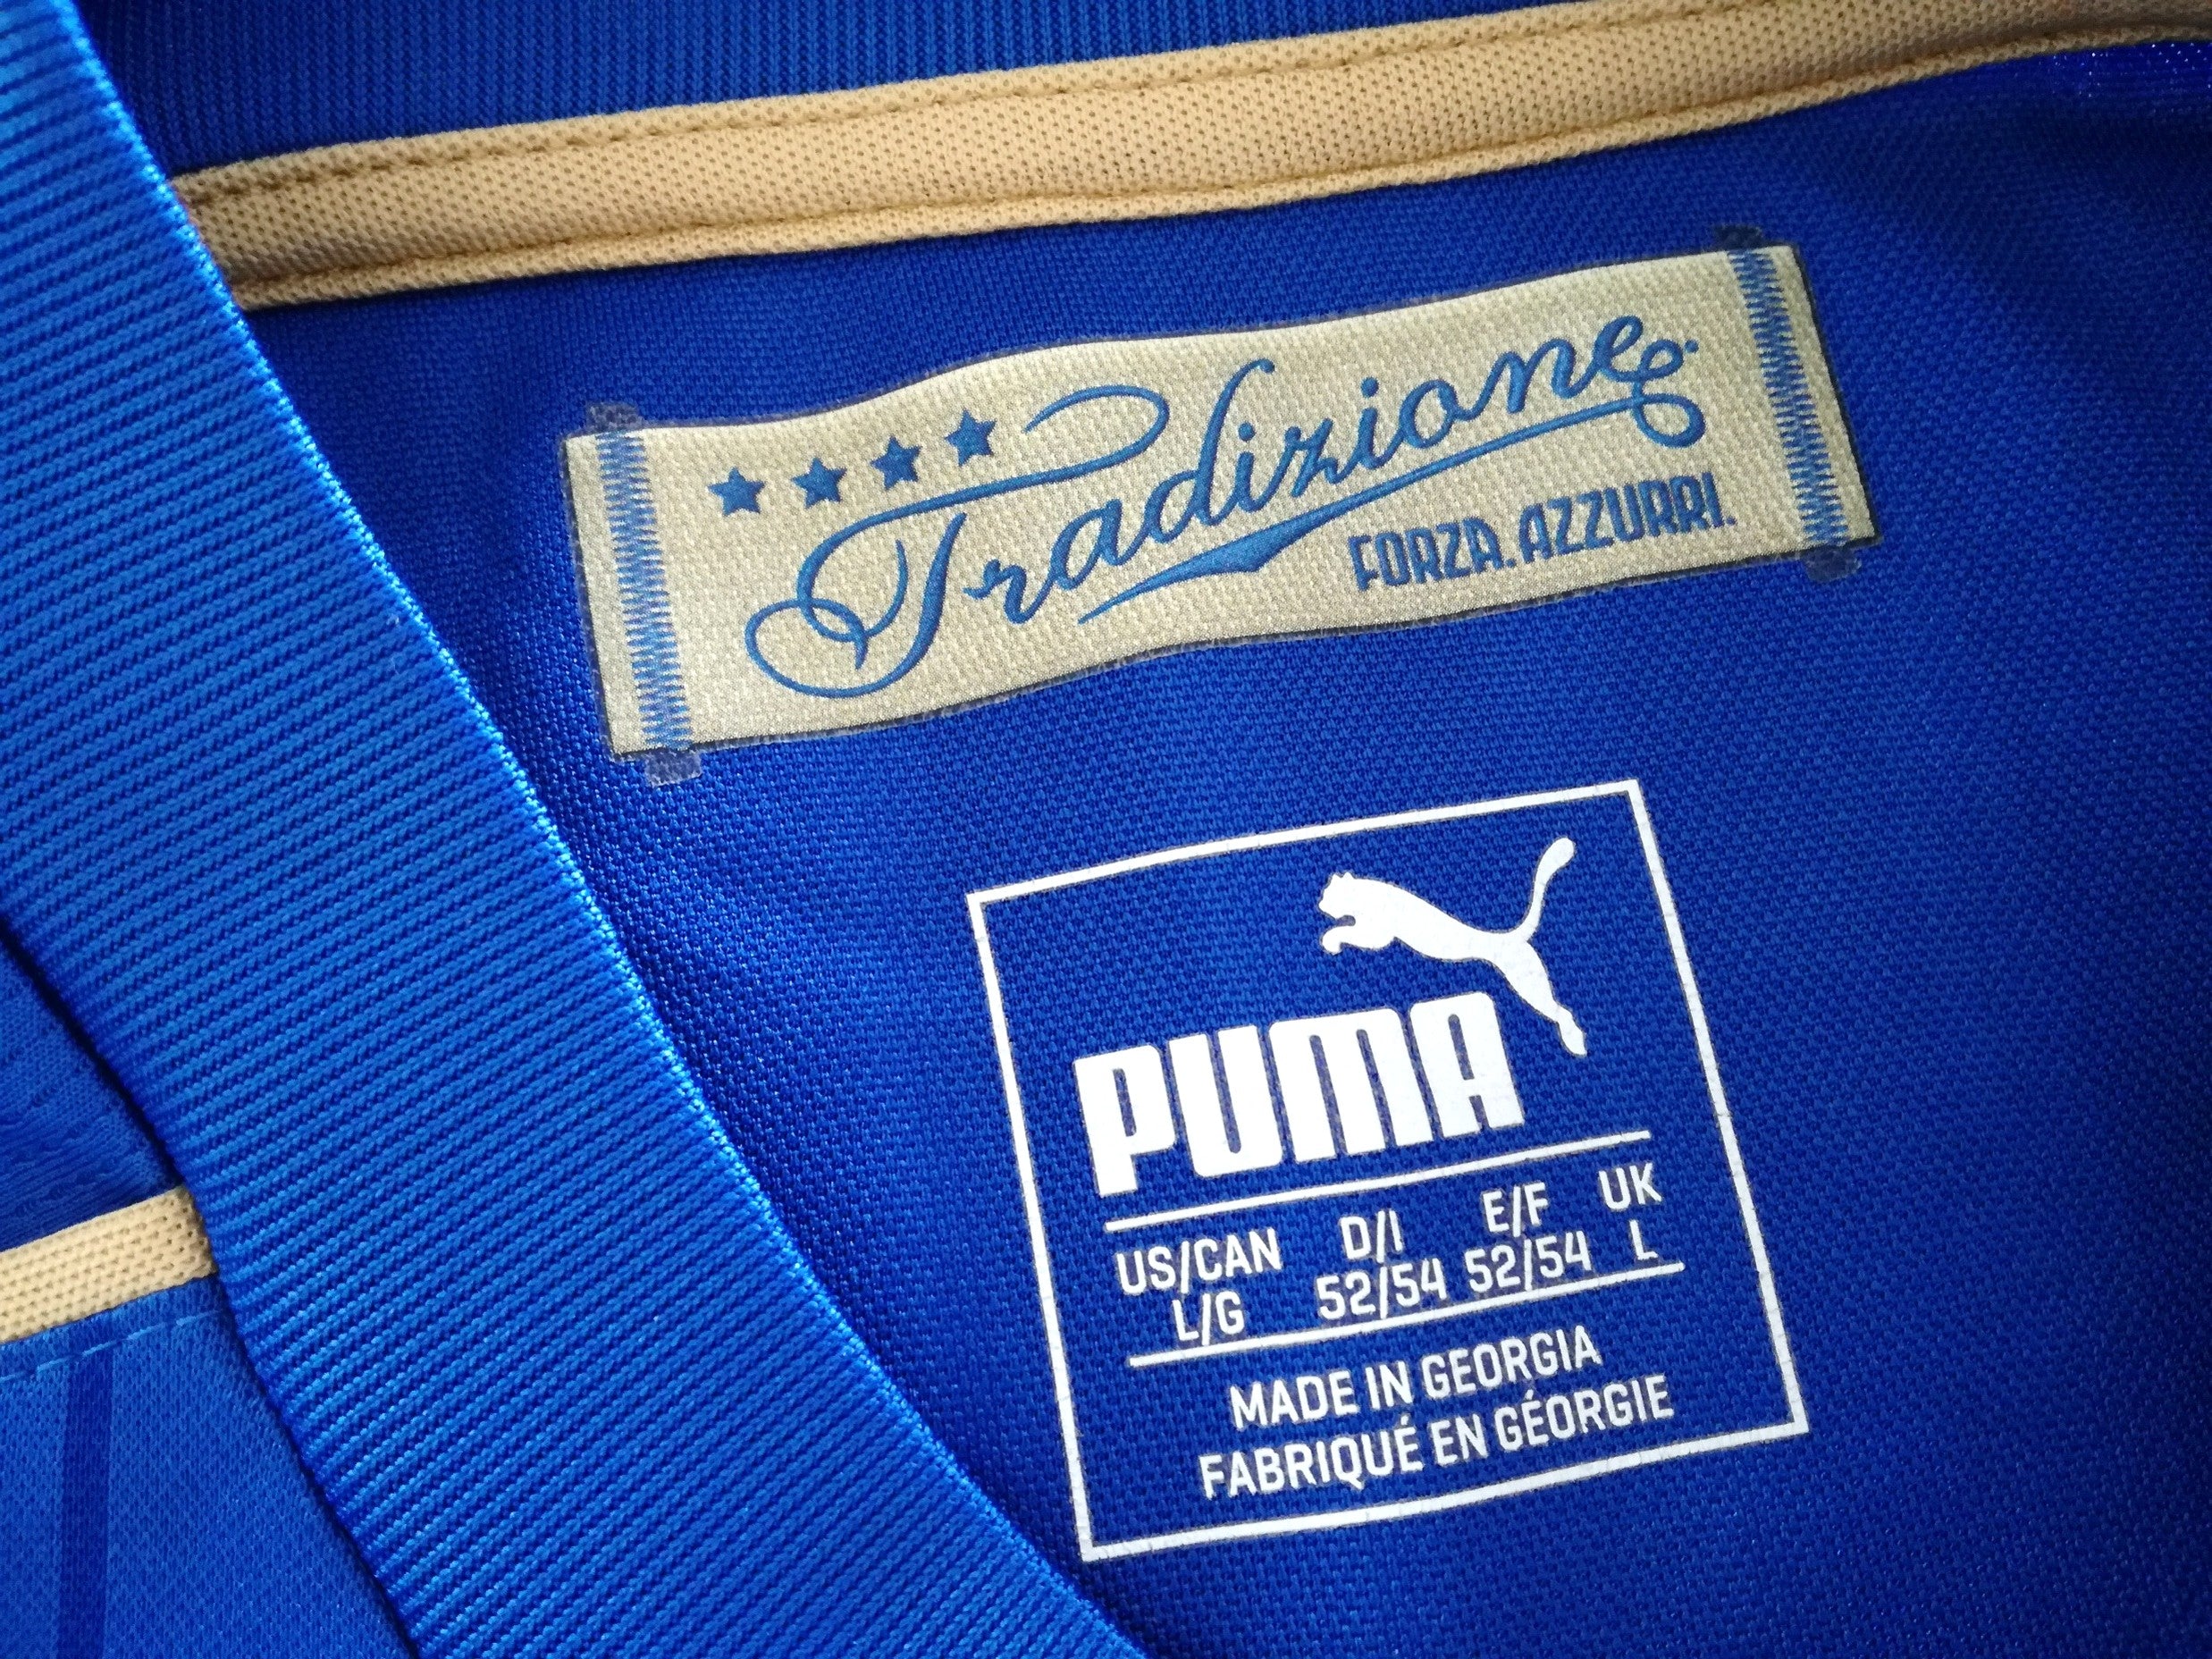 ★★★★ Tradizione.
FORZA.AZZURRI.
PUMA
US/CAN D/I E/F UK
L/G 52/54 52/54 L
MADE IN GEORGIA
FABRIQUÉ EN GÉORGIE